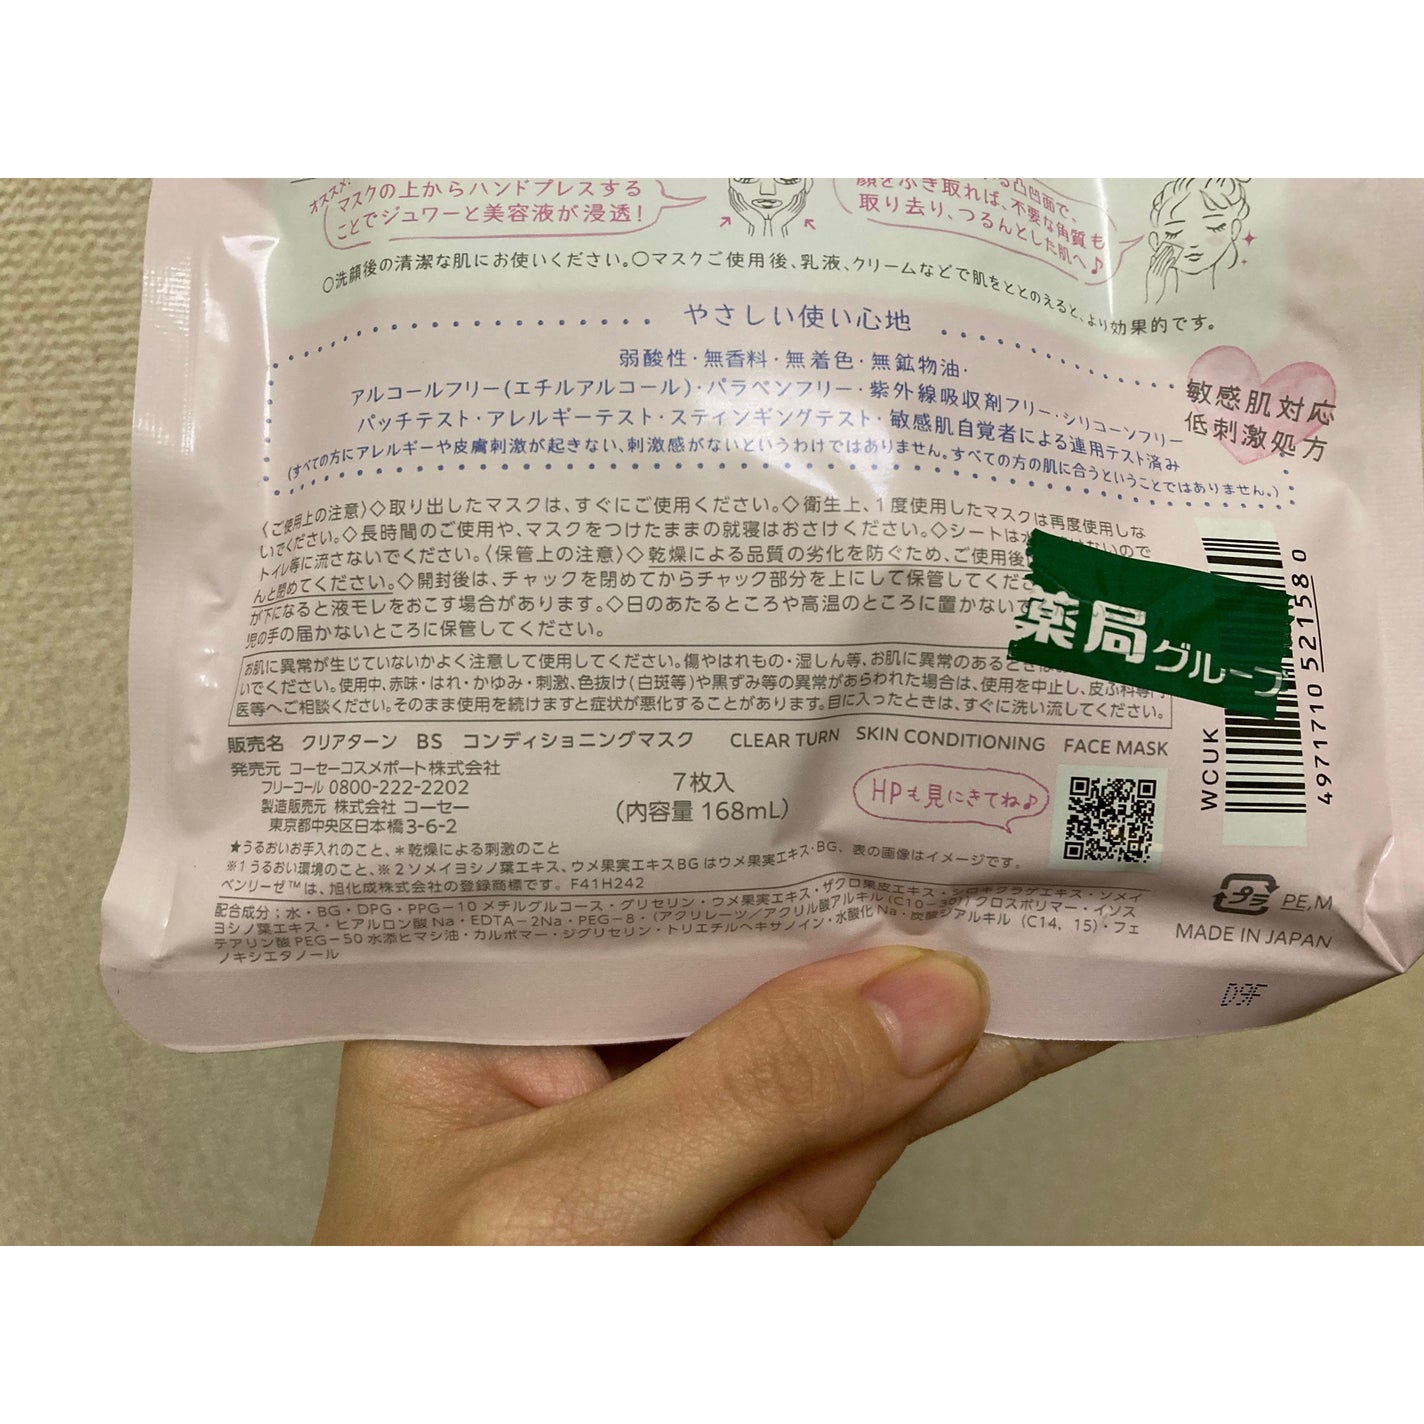 オススメ!
マスクの上からハンドプレスする
ことでジュワーと美容液が浸透!
凸凹面で、
顔をふき取れば、不要な角質も
取り去り、つるんとした肌へ♪
○洗顔後の清潔な肌にお使いください。○マスクご使用後、乳液、クリームなどで肌をととのえると、より効果的です。
やさしい使い心地
弱酸性・無香料・無着色・無鉱物油・
アルコールフリー(エチルアルコール)・パラベンフリー・紫外線吸収剤フリー・シリコーンフリー
パッチテスト・アレルギーテスト・スティンギングテスト・敏感肌自覚者による連用テスト済み
(すべての方にアレルギーや皮膚刺激が起きない、刺激感がないというわけではありません。すべての方の肌に合うということではありません。)
敏感肌対応
低刺激処方
〈ご使用上の注意〉◇取り出したマスクは、すぐにご使用ください。◇衛生上、1度使用したマスクは再度使用しな
いでください。◇長時間のご使用や、マスクをつけたままの就寝はおさけください。◇シートは水 ないので
トイレ等に流さないでください。〈保管上の注意〉◇乾燥による品質の劣化を防ぐため、ご使用後
んと閉めてください。◇開封後は、チャックを閉めてからチャック部分を上にして保管してくだ
が下になると液モレをおこす場合があります。◇日のあたるところや高温のところに置かない
児の手の届かないところに保管してください。
薬局グループ
お肌に異常が生じていないかよく注意して使用してください。傷やはれもの・湿しん等、お肌に異常のあるとき
いでください。使用中、赤味・はれ・かゆみ・刺激、色抜け(白斑等)や黒ずみ等の異常があらわれた場合は、使用を中止し、皮ふ科専門
医等へご相談ください。そのまま使用を続けますと症状が悪化することがあります。目に入ったときは、すぐに洗い流してください。
販売名 クリアターン BS コンディショニングマスク CLEAR TURN SKIN CONDITIONING FACE MASK
発売元 コーセーコスメポート株式会社
フリーコール 0800-222-2202
製造販売元 株式会社 コーセー
東京都中央区日本橋3-6-2
7枚入
(内容量 168mL)
HPも見にきてね♪
WCUK
4971710521580
★うるおいお手入れのこと、*乾燥による刺激のこと
※1 うるおい環境のこと、※2 ソメイヨシノ葉エキス、ウメ果実エキスBG はウメ果実エキス・BG、表の画像はイメージです。
ベンリーゼ™は、旭化成株式会社の登録商標です。 F41H242
配合成分;水・BG・DPG・PPG-10 メチルグルコース・グリセリン・ウメ果実エキス・ザクロ果皮エキス・シロキクラゲエキス・ソメイ
ヨシノ葉エキス・ヒアルロン酸Na・EDTA-2Na・PEG-8・(アクリレーツ/アクリル酸アルキル(C10-30))クロスポリマー・イソス
テアリン酸PEG-50水添ヒマシ油・カルボマー・ジグリセリン・トリエチルヘキサノイン・水酸化Na・炭酸ジアルキル(C14, 15)・フェ
ノキシエタノール
プラ
PE,M
MADE IN JAPAN
D9F